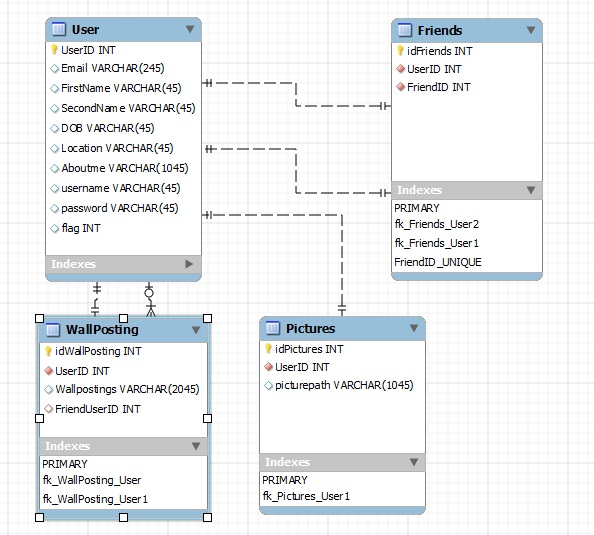 User
UserID INT
Email VARCHAR(245)
FirstName VARCHAR(45)
SecondName VARCHAR(45)
DOB VARCHAR(45)
Location VARCHAR(45)
Aboutme VARCHAR(1045)
username VARCHAR(45)
password VARCHAR(45)
flag INT
Indexes
Friends
idFriends INT
UserID INT
FriendID INT
Indexes
PRIMARY
fk_Friends_User2
fk_Friends_User1
FriendID_UNIQUE
WallPosting
idWallPosting INT
UserID INT
Wallpostings VARCHAR(2045)
FriendUserID INT
Indexes
PRIMARY
fk_WallPosting_User
fk_WallPosting_User1
Pictures
idPictures INT
UserID INT
picturepath VARCHAR(1045)
Indexes
PRIMARY
fk_Pictures_User1